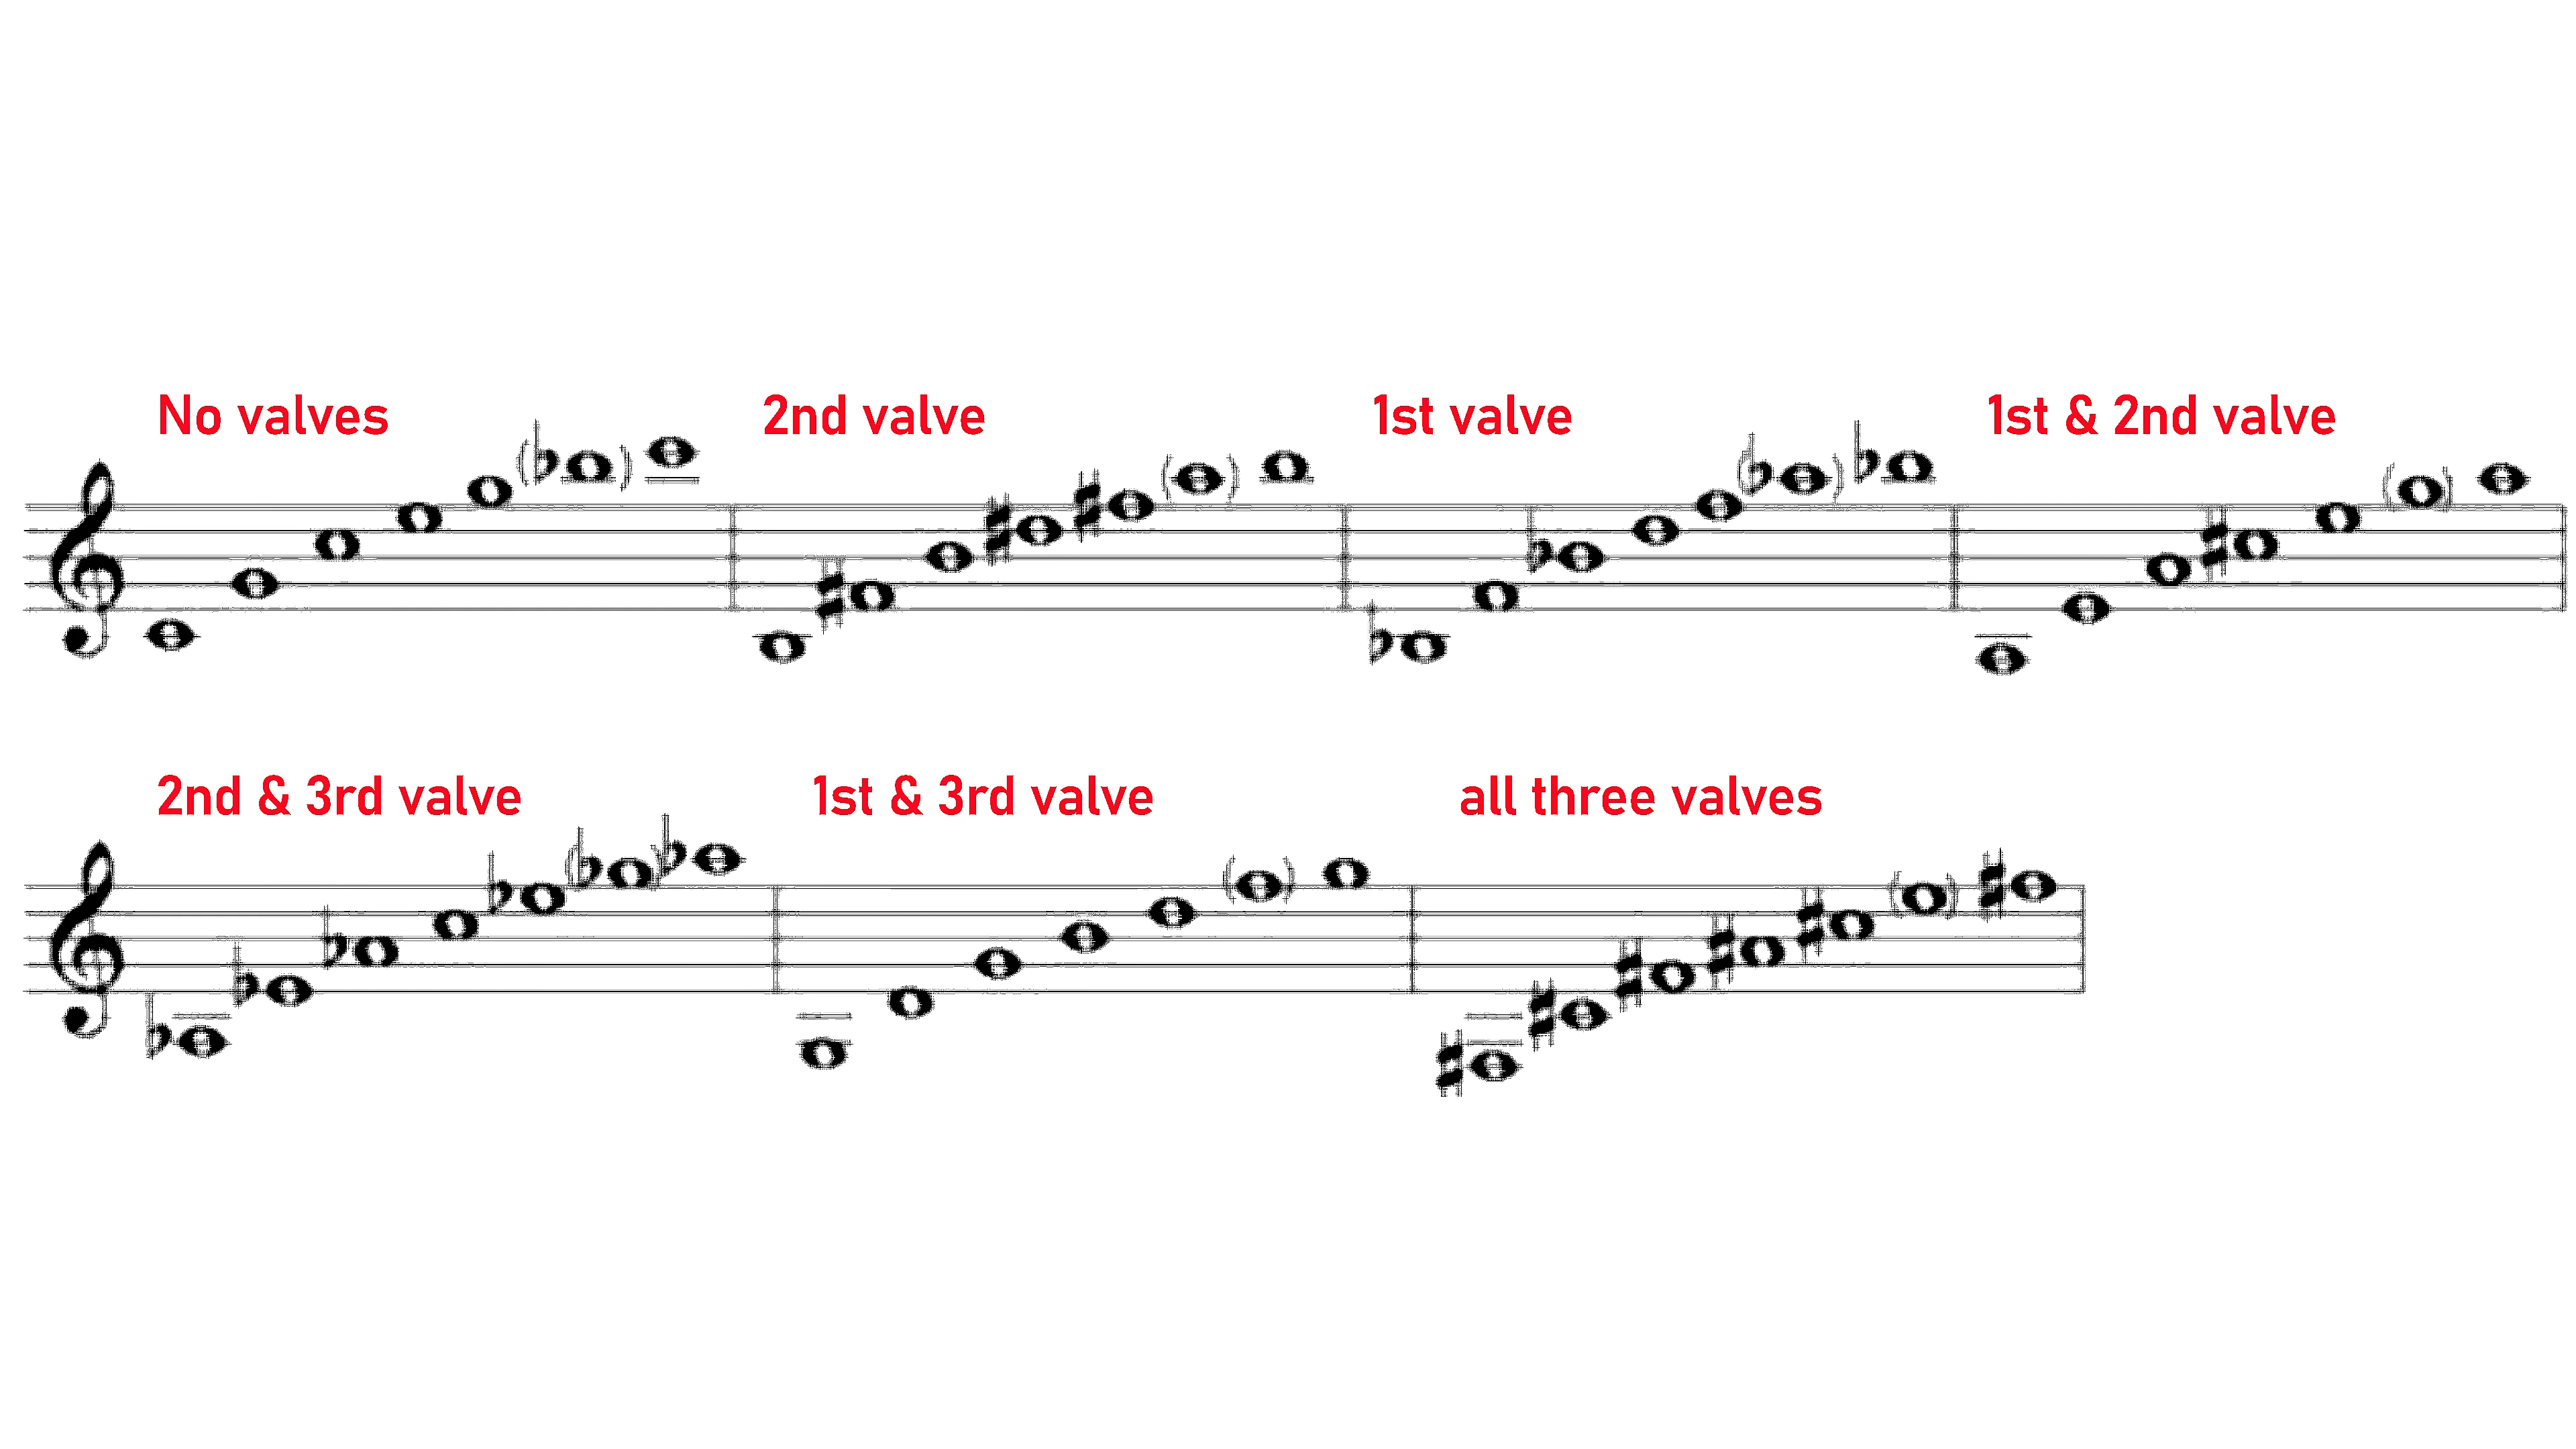 No valves 2nd valve 1st valve 1st & 2nd valve
2nd & 3rd valve 1st & 3rd valve all three valves